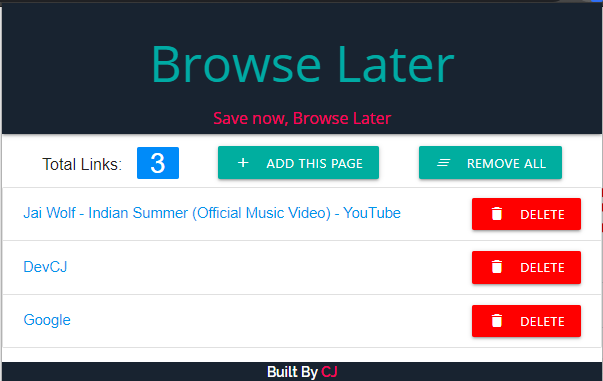 Browse Later
Save now, Browse Later
Total Links: 3 ADD THIS PAGE REMOVE ALL
Jai Wolf - Indian Summer (Official Music Video) - YouTube DELETE
DevCJ DELETE
Google DELETE
Built By CJ